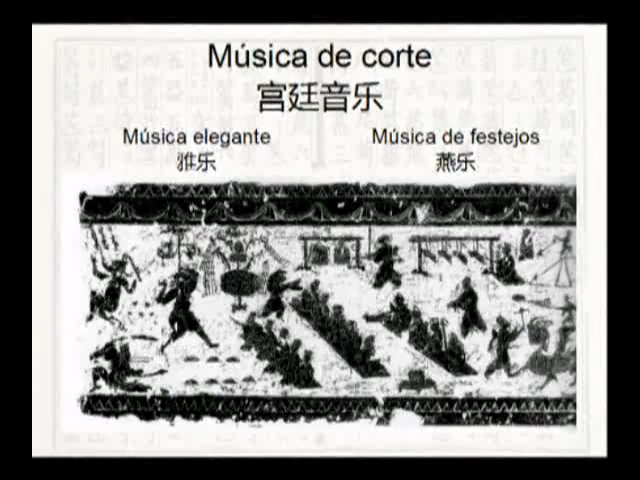 Música de corte
宫廷音乐
Música elegante
雅乐
Música de festejos
燕乐